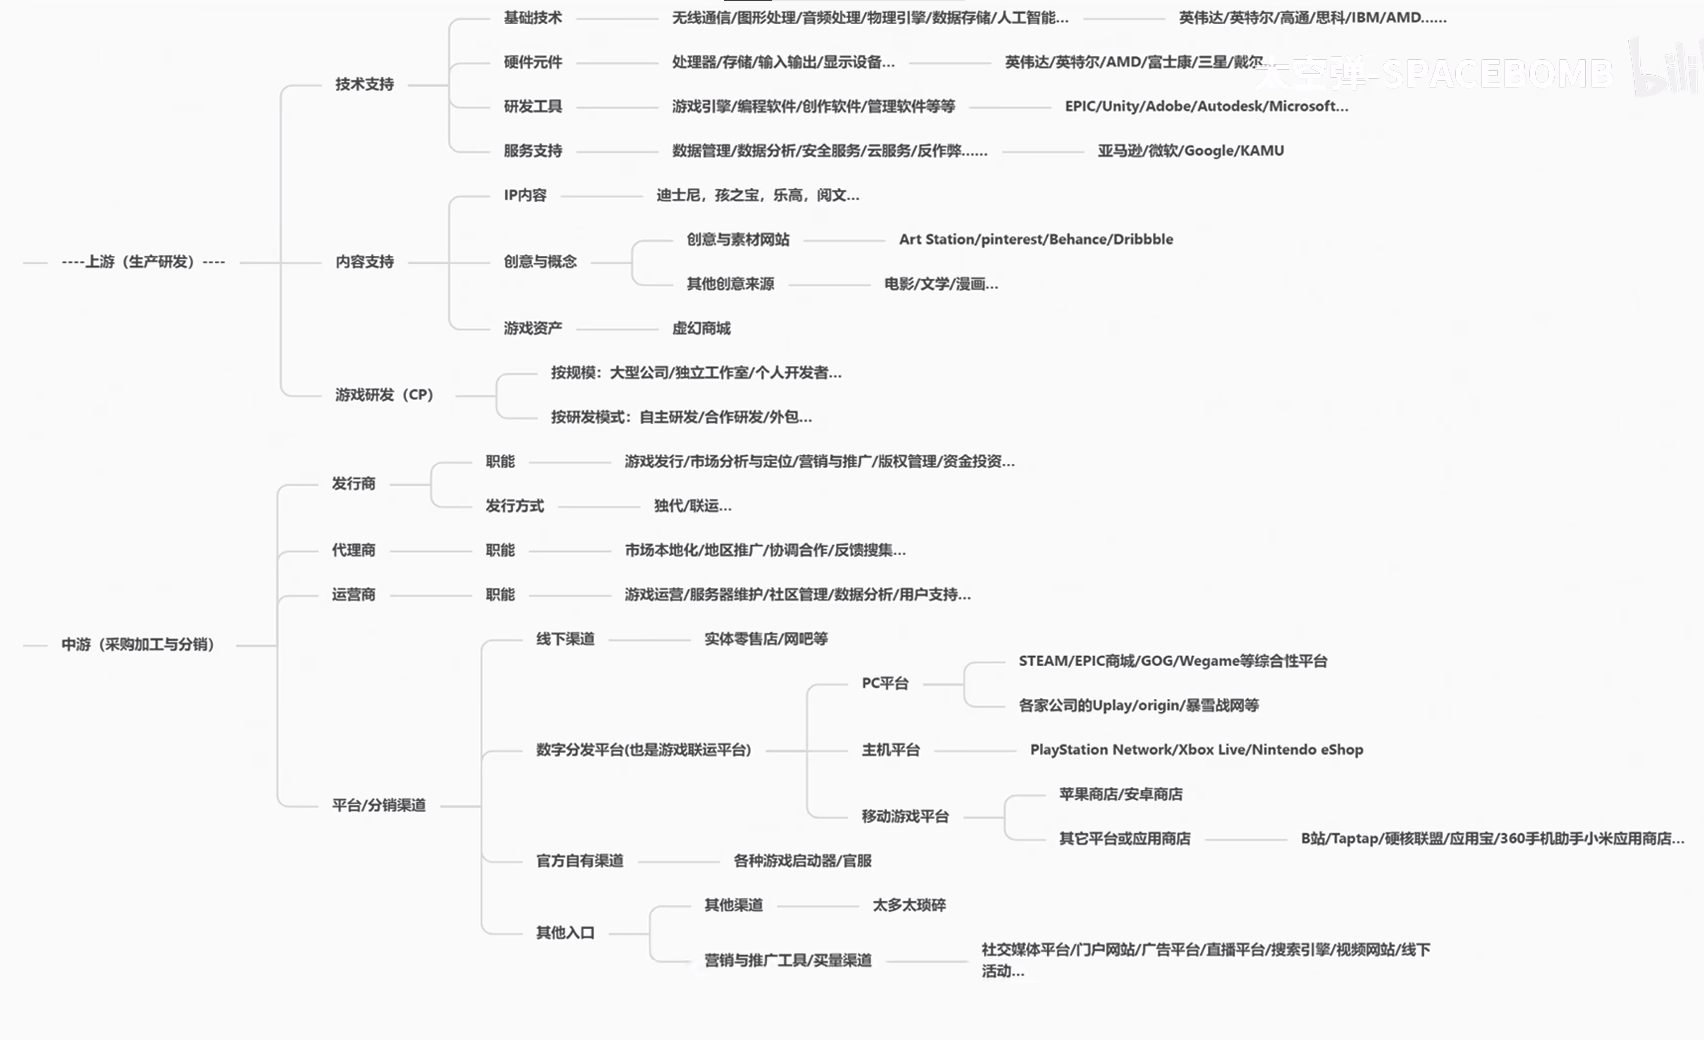 基础技术 无线通信/图形处理/音频处理/物理引擎/数据存储/人工智能... 英伟达/英特尔/高通/思科/IBM/AMD......
硬件元件 处理器/存储/输入输出/显示设备... 英伟达/英特尔/AMD/富士康/三星/戴尔...
太空弹-SPACEBOMB bili
技术支持
研发工具 游戏引擎/编程软件/创作软件/管理软件等等 EPIC/Unity/Adobe/Autodesk/Microsoft...
服务支持 数据管理/数据分析/安全服务/云服务/反作弊...... 亚马逊/微软/Google/KAMU
IP内容 迪士尼，孩之宝，乐高，阅文...
创意与素材网站 Art Station/pinterest/Behance/Dribbble
----上游（生产研发）---- 内容支持 创意与概念
其他创意来源 电影/文学/漫画...
游戏资产 虚幻商城
按规模：大型公司/独立工作室/个人开发者...
游戏研发（CP）
按研发模式：自主研发/合作研发/外包...
职能 游戏发行/市场分析与定位/营销与推广/版权管理/资金投资...
发行商
发行方式 独代/联运...
代理商 职能 市场本地化/地区推广/协调合作/反馈搜集...
运营商 职能 游戏运营/服务器维护/社区管理/数据分析/用户支持...
线下渠道 实体零售店/网吧等
中游（采购加工与分销）
STEAM/EPIC商城/GOG/Wegame等综合性平台
PC平台
各家公司的Uplay/origin/暴雪战网等
数字分发平台(也是游戏联运平台) 主机平台 PlayStation Network/Xbox Live/Nintendo eShop
苹果商店/安卓商店
平台/分销渠道 移动游戏平台
其它平台或应用商店 B站/Taptap/硬核联盟/应用宝/360手机助手小米应用商店...
官方自有渠道 各种游戏启动器/官服
其他渠道 太多太琐碎
其他入口
营销与推广工具/买量渠道 社交媒体平台/门户网站/广告平台/直播平台/搜索引擎/视频网站/线下
活动...